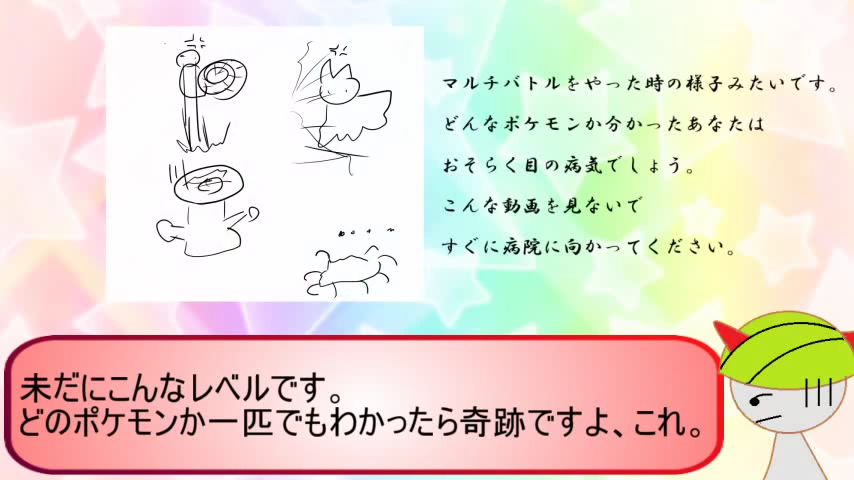 マルチバトルをやった時の様子みたいです。
どんなポケモンか分かったあなたは
おそらく目の病気でしょう。
こんな動画を見ないで
すぐに病院に向かってください。
未だにこんなレベルです。
どのポケモンか一匹でもわかったら奇跡ですよ、これ。